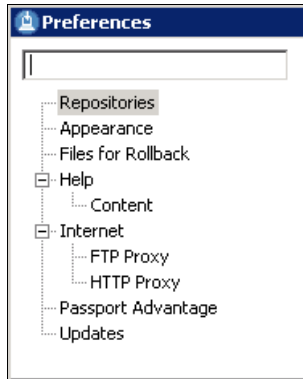 Preferences
Repositories
Appearance
Files for Rollback
Help
Content
Internet
FTP Proxy
HTTP Proxy
Passport Advantage
Updates